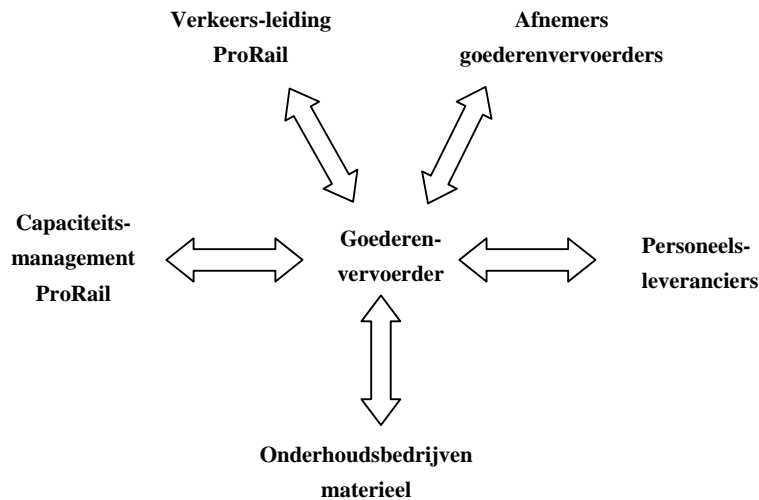 Verkeers-leiding
ProRail
Afnemers
goederenvervoerders
Capaciteits-
management
ProRail
Goederen-
vervoerder
Personeels-
leveranciers
Onderhoudsbedrijven
materieel